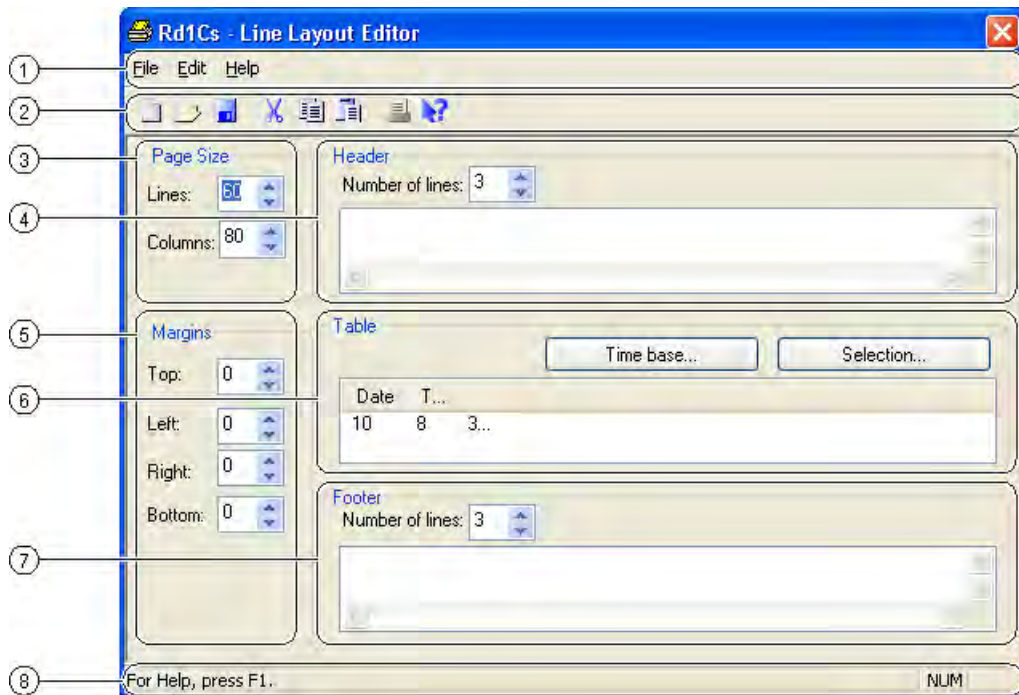 Rd1Cs - Line Layout Editor
1 File Edit Help
2
3 Page Size
Lines: 60
Columns: 80
4 Header
Number of lines: 3
5 Margins
Top: 0
Left: 0
Right: 0
Bottom: 0
6 Table
Time base... Selection...
Date T...
10 8 3...
7 Footer
Number of lines: 3
8 For Help, press F1. NUM